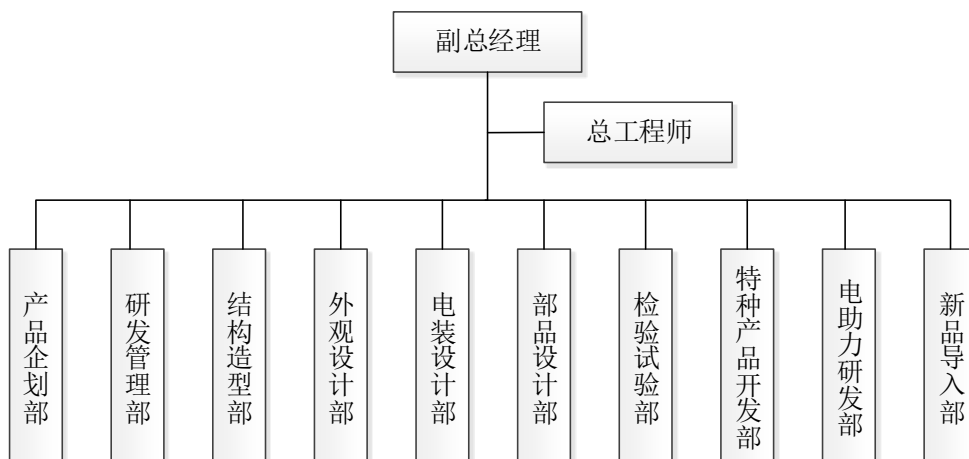 副总经理
总工程师
产品企划部
研发管理部
结构造型部
外观设计部
电装设计部
部品设计部
检验试验部
特种产品开发部
电助力研发部
新品导入部